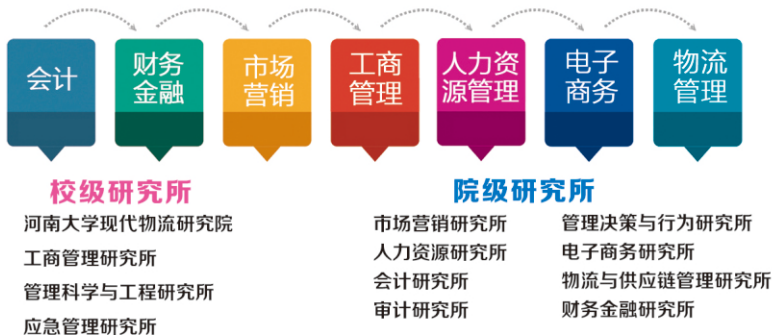 会计
财务
金融
市场
营销
工商
管理
人力资
源管理
电子
商务
物流
管理
校级研究所
河南大学现代物流研究院
工商管理研究所
管理科学与工程研究所
应急管理研究所
院级研究所
市场营销研究所
人力资源研究所
会计研究所
审计研究所
管理决策与行为研究所
电子商务研究所
物流与供应链管理研究所
财务金融研究所